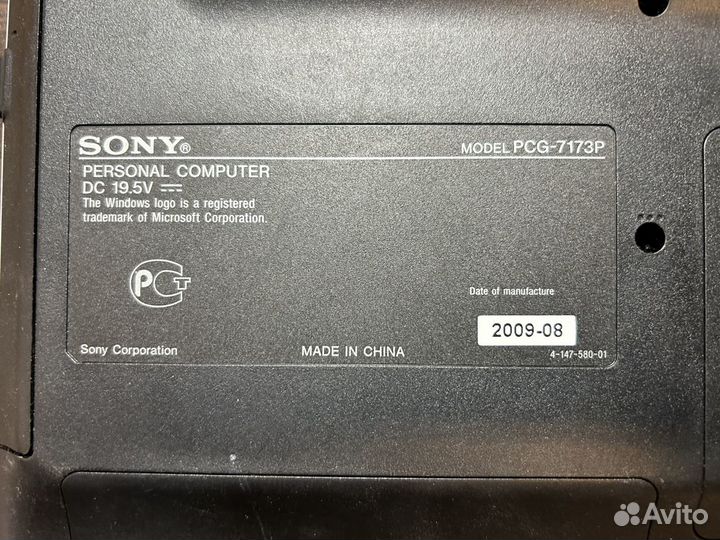 SONY®
MODEL PCG-7173P
PERSONAL COMPUTER
DC 19.5V ⎓
The Windows logo is a registered
trademark of Microsoft Corporation.
РСТ
Date of manufacture
2009-08
Sony Corporation
MADE IN CHINA
4-147-580-01
Avito